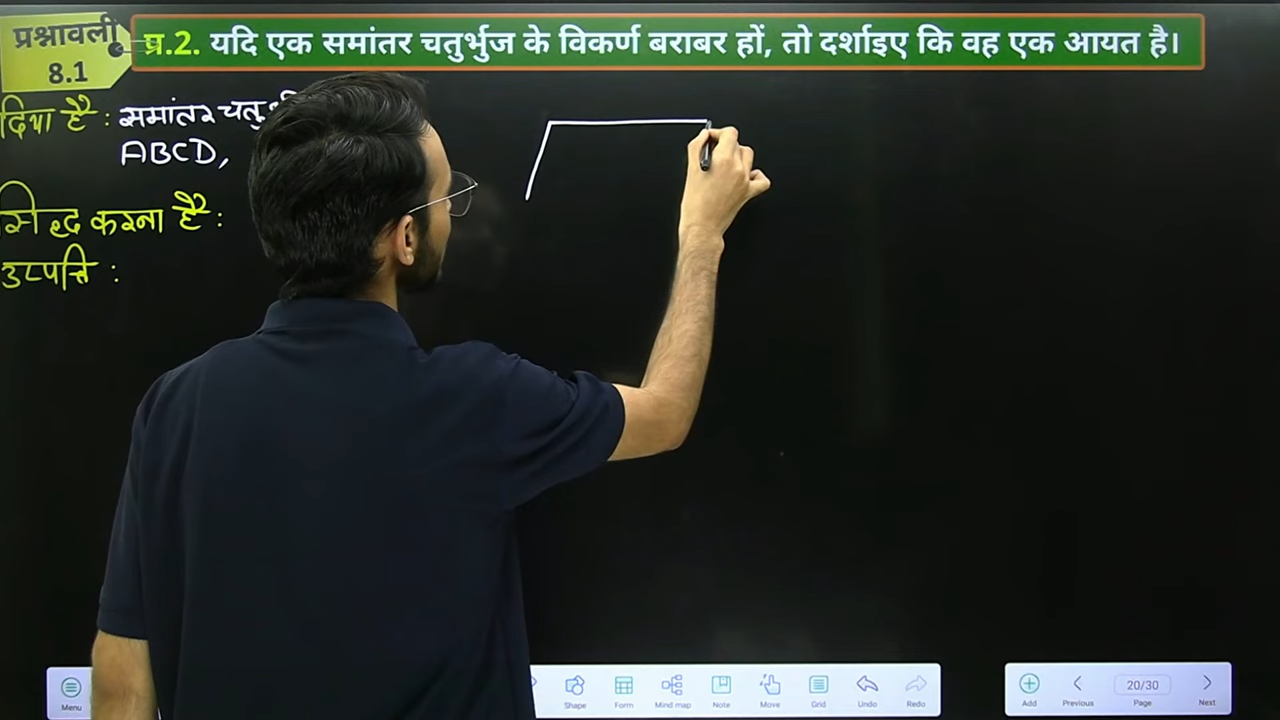 प्रश्नावली
8.1
प्र.2. यदि एक समांतर चतुर्भुज के विकर्ण बराबर हों, तो दर्शाइए कि वह एक आयत है।
दिया है : समांतर
ABCD,
सिद्ध करना है :
उत्पत्ति :
Menu
Shape
Form
Mind map
Note
Move
Grid
Undo
Redo
Add
Previous
20/30
Page
Next